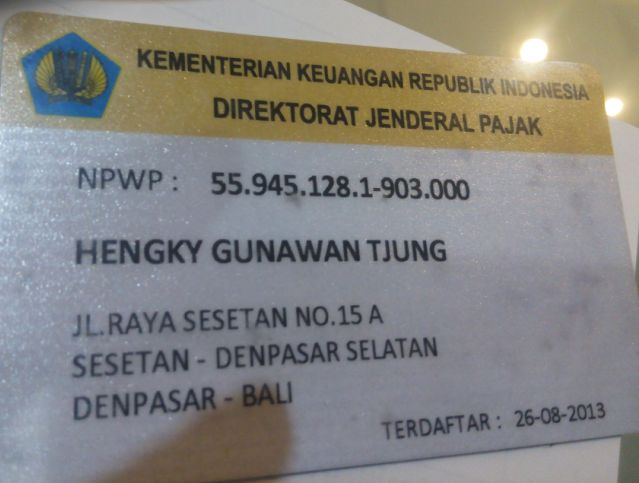 KEMENTERIAN KEUANGAN REPUBLIK INDONESIA
DIREKTORAT JENDERAL PAJAK
NPWP : 55.945.128.1-903.000
HENGKY GUNAWAN TJUNG
JL.RAYA SESETAN NO.15 A
SESETAN - DENPASAR SELATAN
DENPASAR - BALI
TERDAFTAR : 26-08-2013